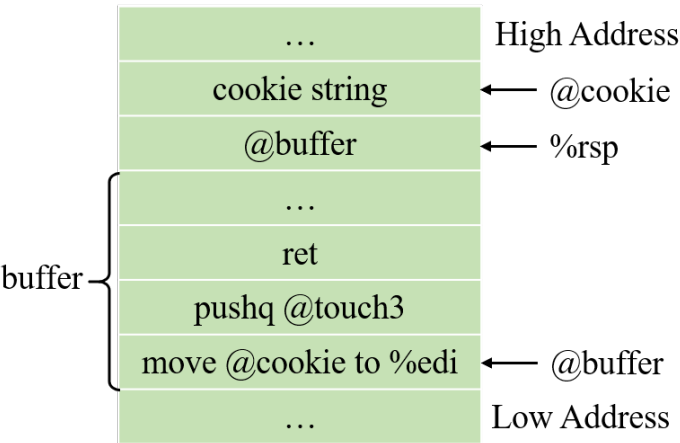 … High Address
cookie string @cookie
@buffer %rsp
…
ret
buffer
pushq @touch3
move @cookie to %edi @buffer
… Low Address